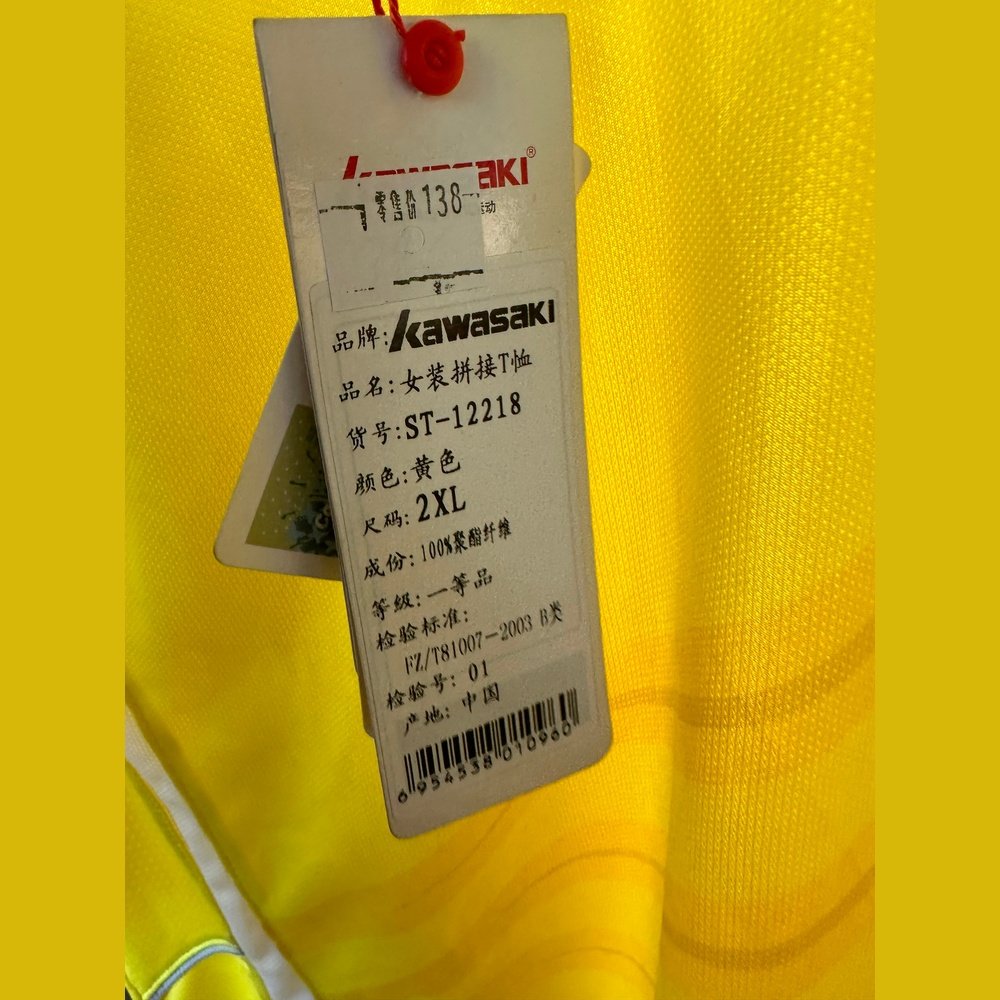 kawasaki®
零售价138
运动
品牌:kawasaki
品名:女装拼接T恤
货号:ST-12218
颜色:黄色
尺码:2XL
成份:100%聚酯纤维
等级:一等品
检验标准:
FZ/T81007-2003 B类
检验号:01
产地:中国
6954538010960